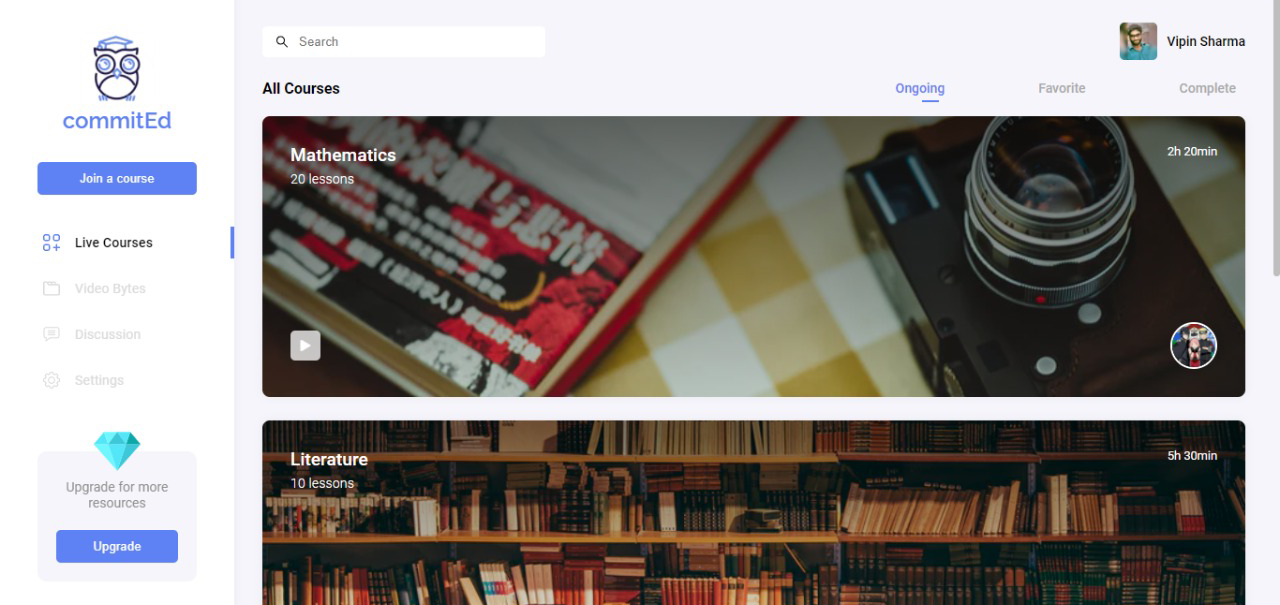 commitEd
Join a course
Live Courses
Video Bytes
Discussion
Settings
Upgrade for more
resources
Upgrade
Search
Vipin Sharma
All Courses
Ongoing
Favorite
Complete
Mathematics
20 lessons
2h 20min
Literature
10 lessons
5h 30min